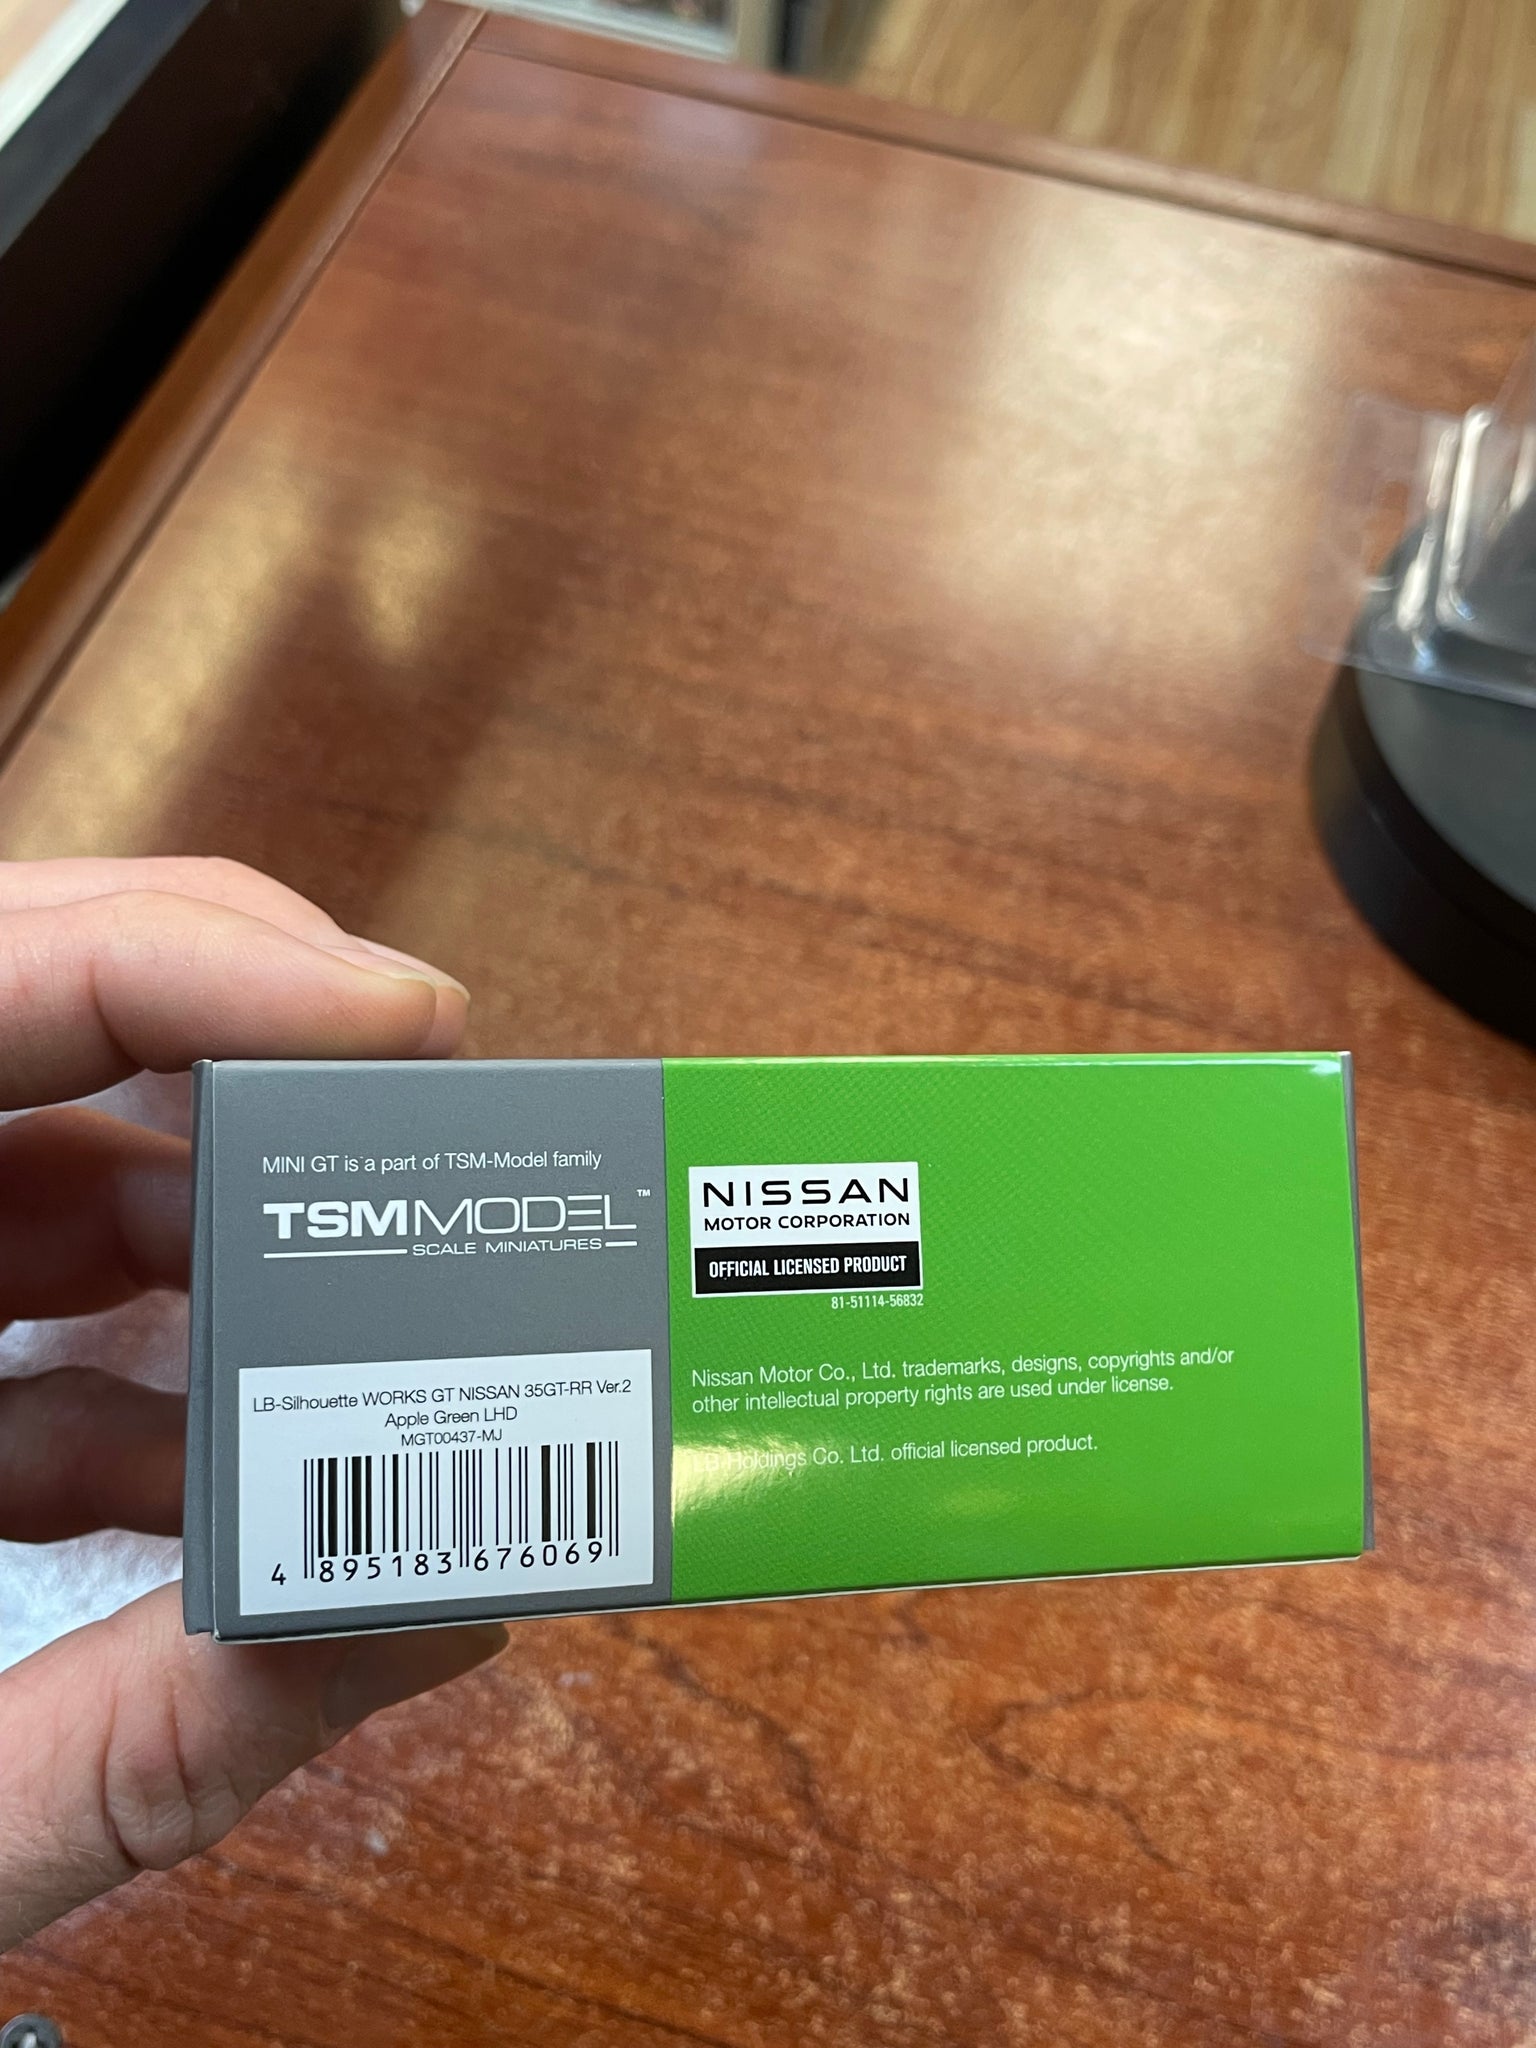 MINI GT is a part of TSM-Model family
TSMMODEL™
SCALE MINIATURES
LB-Silhouette WORKS GT NISSAN 35GT-RR Ver.2
Apple Green LHD
MGT00437-MJ
4 895183 676069
NISSAN
MOTOR CORPORATION
OFFICIAL LICENSED PRODUCT
81-51114-56832
Nissan Motor Co., Ltd. trademarks, designs, copyrights and/or
other intellectual property rights are used under license.
LB-Holdings Co. Ltd. official licensed product.